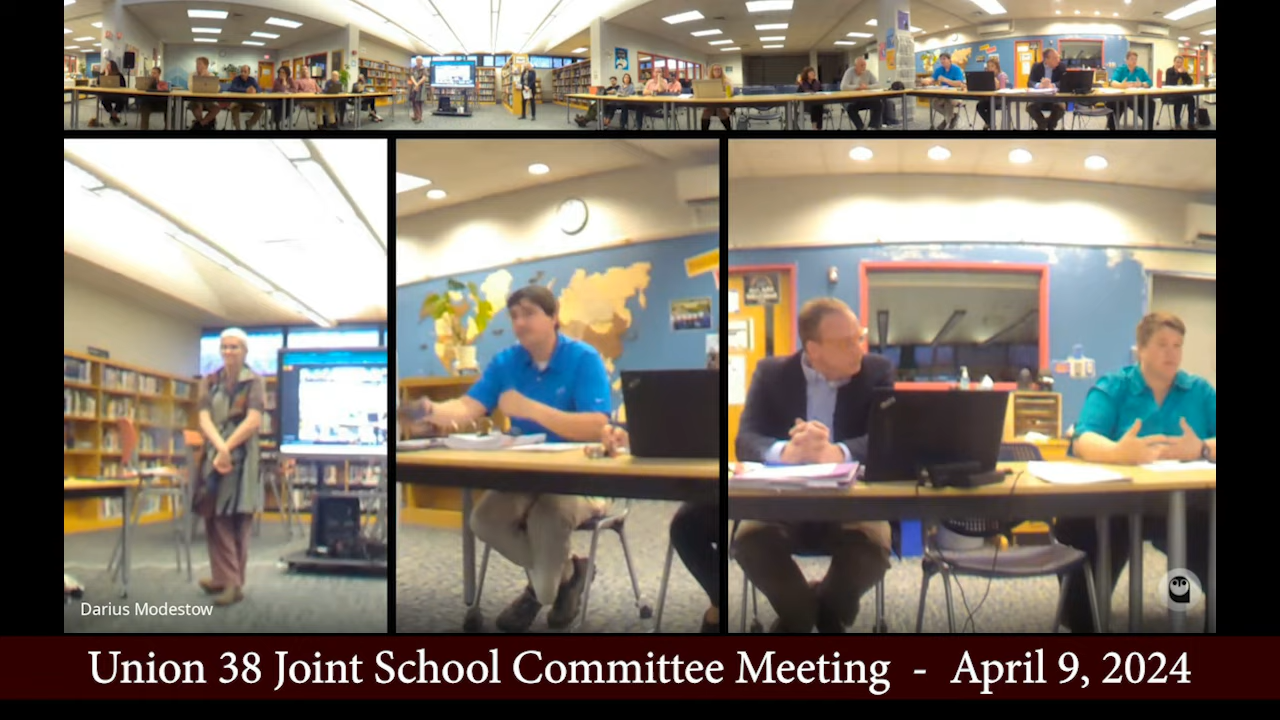 Darius Modestow
Union 38 Joint School Committee Meeting - April 9, 2024